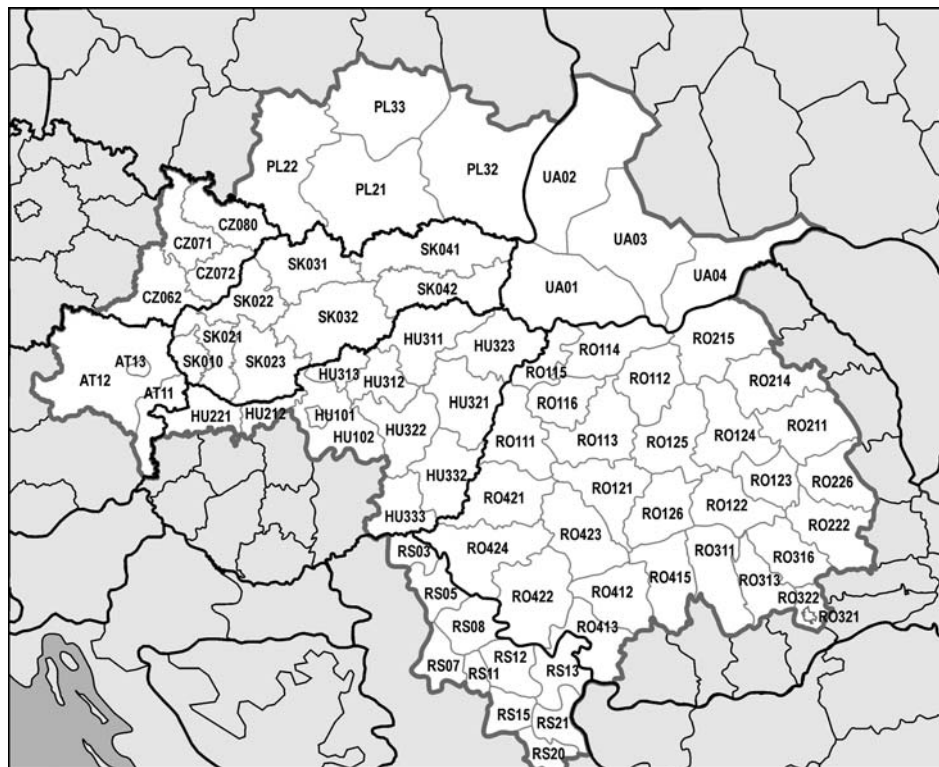 PL33
PL22
PL21
PL32
UA02
UA03
UA04
UA01
CZ080
CZ071
CZ072
CZ062
SK031
SK041
SK042
SK022
SK032
SK021
SK010
SK023
AT13
AT12
AT11
HU311
HU323
HU313
HU312
HU321
HU221
HU212
HU101
HU102
HU322
HU332
HU333
RO114
RO215
RO115
RO112
RO214
RO116
RO211
RO111
RO113
RO125
RO124
RO123
RO226
RO421
RO121
RO126
RO122
RO222
RO424
RO423
RO311
RO316
RO422
RO412
RO415
RO313
RO322
RO321
RO413
RS03
RS05
RS08
RS07
RS11
RS12
RS13
RS15
RS21
RS20